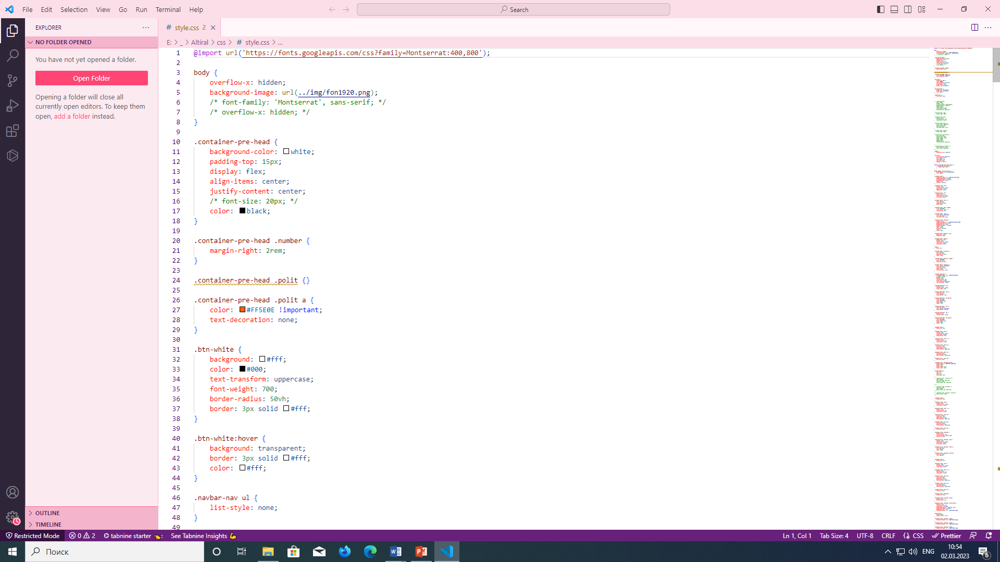 File Edit Selection View Go Run Terminal Help
Search
EXPLORER
# style.css 2
NO FOLDER OPENED
You have not yet opened a folder.
Open Folder
Opening a folder will close all
currently open editors. To keep them
open, add a folder instead.
OUTLINE
TIMELINE
E: > _ > Altíral > css > # style.css > ...
1 @import url('https://fonts.googleapis.com/css?family=Montserrat:400,800');
2
3 body {
4 overflow-x: hidden;
5 background-image: url(../img/fon1920.png);
6 /* font-family: 'Montserrat', sans-serif; */
7 /* overflow-x: hidden; */
8 }
9
10 .container-pre-head {
11 background-color: white;
12 padding-top: 15px;
13 display: flex;
14 align-items: center;
15 justify-content: center;
16 /* font-size: 20px; */
17 color: black;
18 }
19
20 .container-pre-head .number {
21 margin-right: 2rem;
22 }
23
24 .container-pre-head .polit {}
25
26 .container-pre-head .polit a {
27 color: #FF5E0E !important;
28 text-decoration: none;
29 }
30
31 .btn-white {
32 background: #fff;
33 color: #000;
34 text-transform: uppercase;
35 font-weight: 700;
36 border-radius: 50vh;
37 border: 3px solid #fff;
38 }
39
40 .btn-white:hover {
41 background: transparent;
42 border: 3px solid #fff;
43 color: #fff;
44 }
45
46 .navbar-nav ul {
47 list-style: none;
48 }
49
Restricted Mode 0 2 tabnine starter : See Tabnine Insights Ln 1, Col 1 Tab Size: 4 UTF-8 CRLF CSS Prettier
Поиск
ENG
10:54
02.03.2023
6